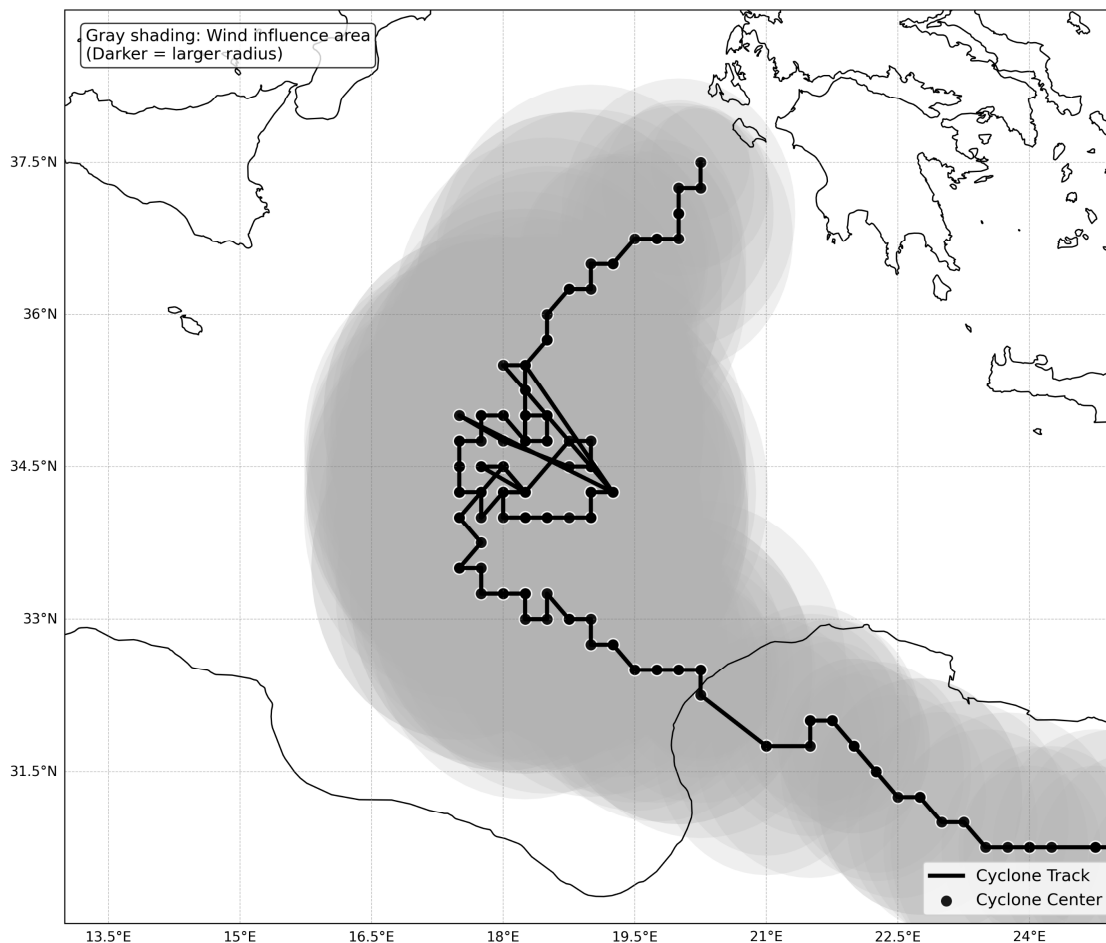 Gray shading: Wind influence area
(Darker = larger radius)
37.5°N
36°N
34.5°N
33°N
31.5°N
Cyclone Track
Cyclone Center
13.5°E 15°E 16.5°E 18°E 19.5°E 21°E 22.5°E 24°E